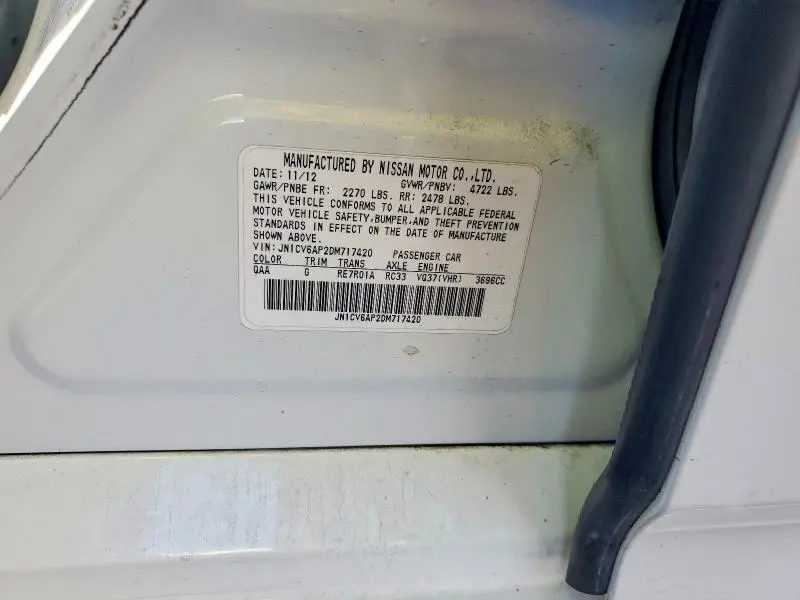 MANUFACTURED BY NISSAN MOTOR CO.,LTD.
DATE: 11/12 GVWR/PNBV: 4722 LBS.
GAWR/PNBE FR: 2270 LBS. RR: 2478 LBS.
THIS VEHICLE CONFORMS TO ALL APPLICABLE FEDERAL
MOTOR VEHICLE SAFETY,BUMPER,AND THEFT PREVENTION
STANDARDS IN EFFECT ON THE DATE OF MANUFACTURE
SHOWN ABOVE.
VIN:JN1CV6AP2DM717420 PASSENGER CAR
COLOR TRIM TRANS AXLE ENGINE
QAA G RE7R01A RC33 VQ37(VHR) 3696CC
JN1CV6AP2DM717420